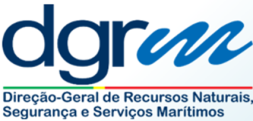 dgrm
Direção-Geral de Recursos Naturais,
Segurança e Serviços Marítimos